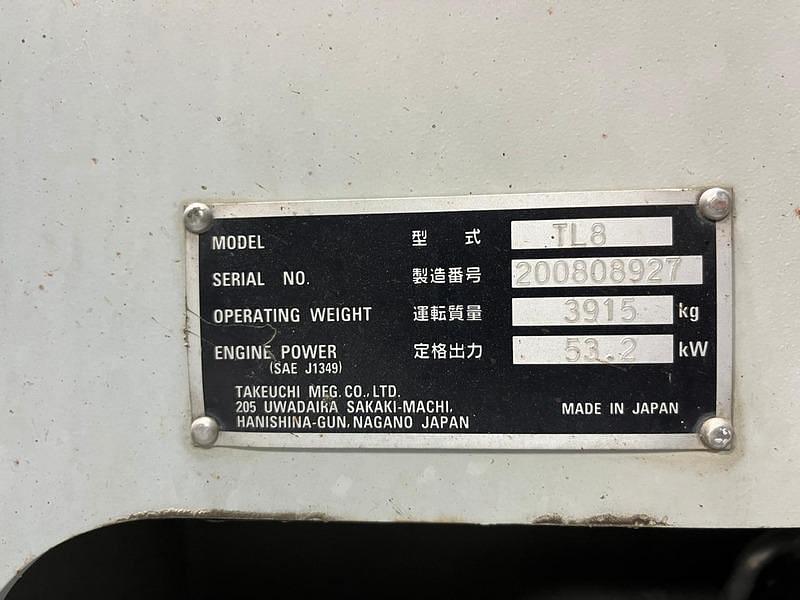 MODEL 型 式 TL8
SERIAL NO. 製造番号 200808927
OPERATING WEIGHT 運転質量 3915 kg
ENGINE POWER 定格出力 53.2 kW
(SAE J1349)
TAKEUCHI MFG. CO., LTD.
205 UWADAIRA SAKAKI-MACHI,
HANISHINA-GUN, NAGANO JAPAN MADE IN JAPAN